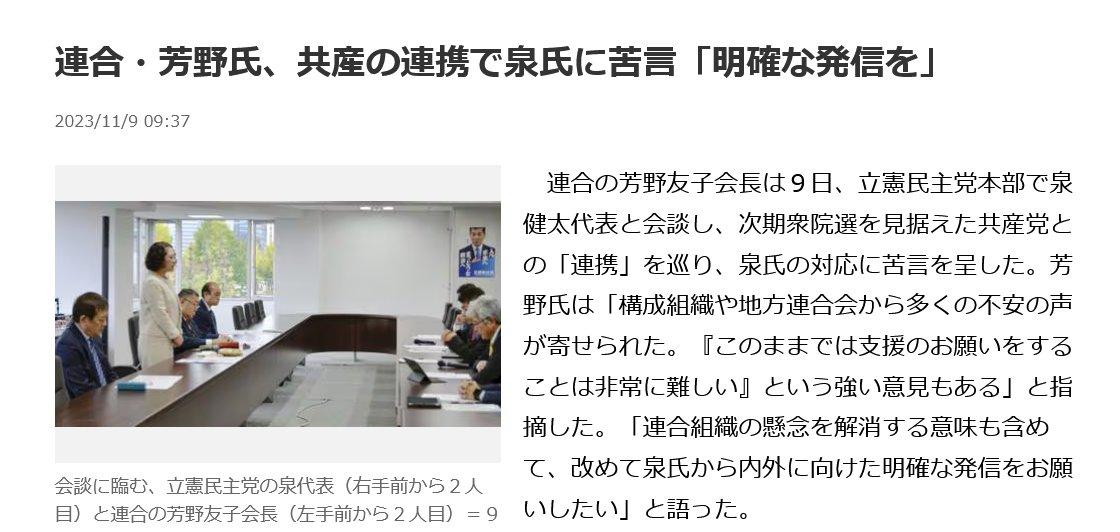 連合・芳野氏、共産の連携で泉氏に苦言「明確な発信を」
2023/11/9 09:37
連合の芳野友子会長は９日、立憲民主党本部で泉
健太代表と会談し、次期衆院選を見据えた共産党と
の「連携」を巡り、泉氏の対応に苦言を呈した。芳
野氏は「構成組織や地方連合会から多くの不安の声
が寄せられた。『このままでは支援のお願いをする
ことは非常に難しい』という強い意見もある」と指
摘した。「連合組織の懸念を解消する意味も含め
て、改めて泉氏から内外に向けた明確な発信をお願
いしたい」と語った。
会談に臨む、立憲民主党の泉代表（右手前から２人
目）と連合の芳野友子会長（左手前から２人目）＝９